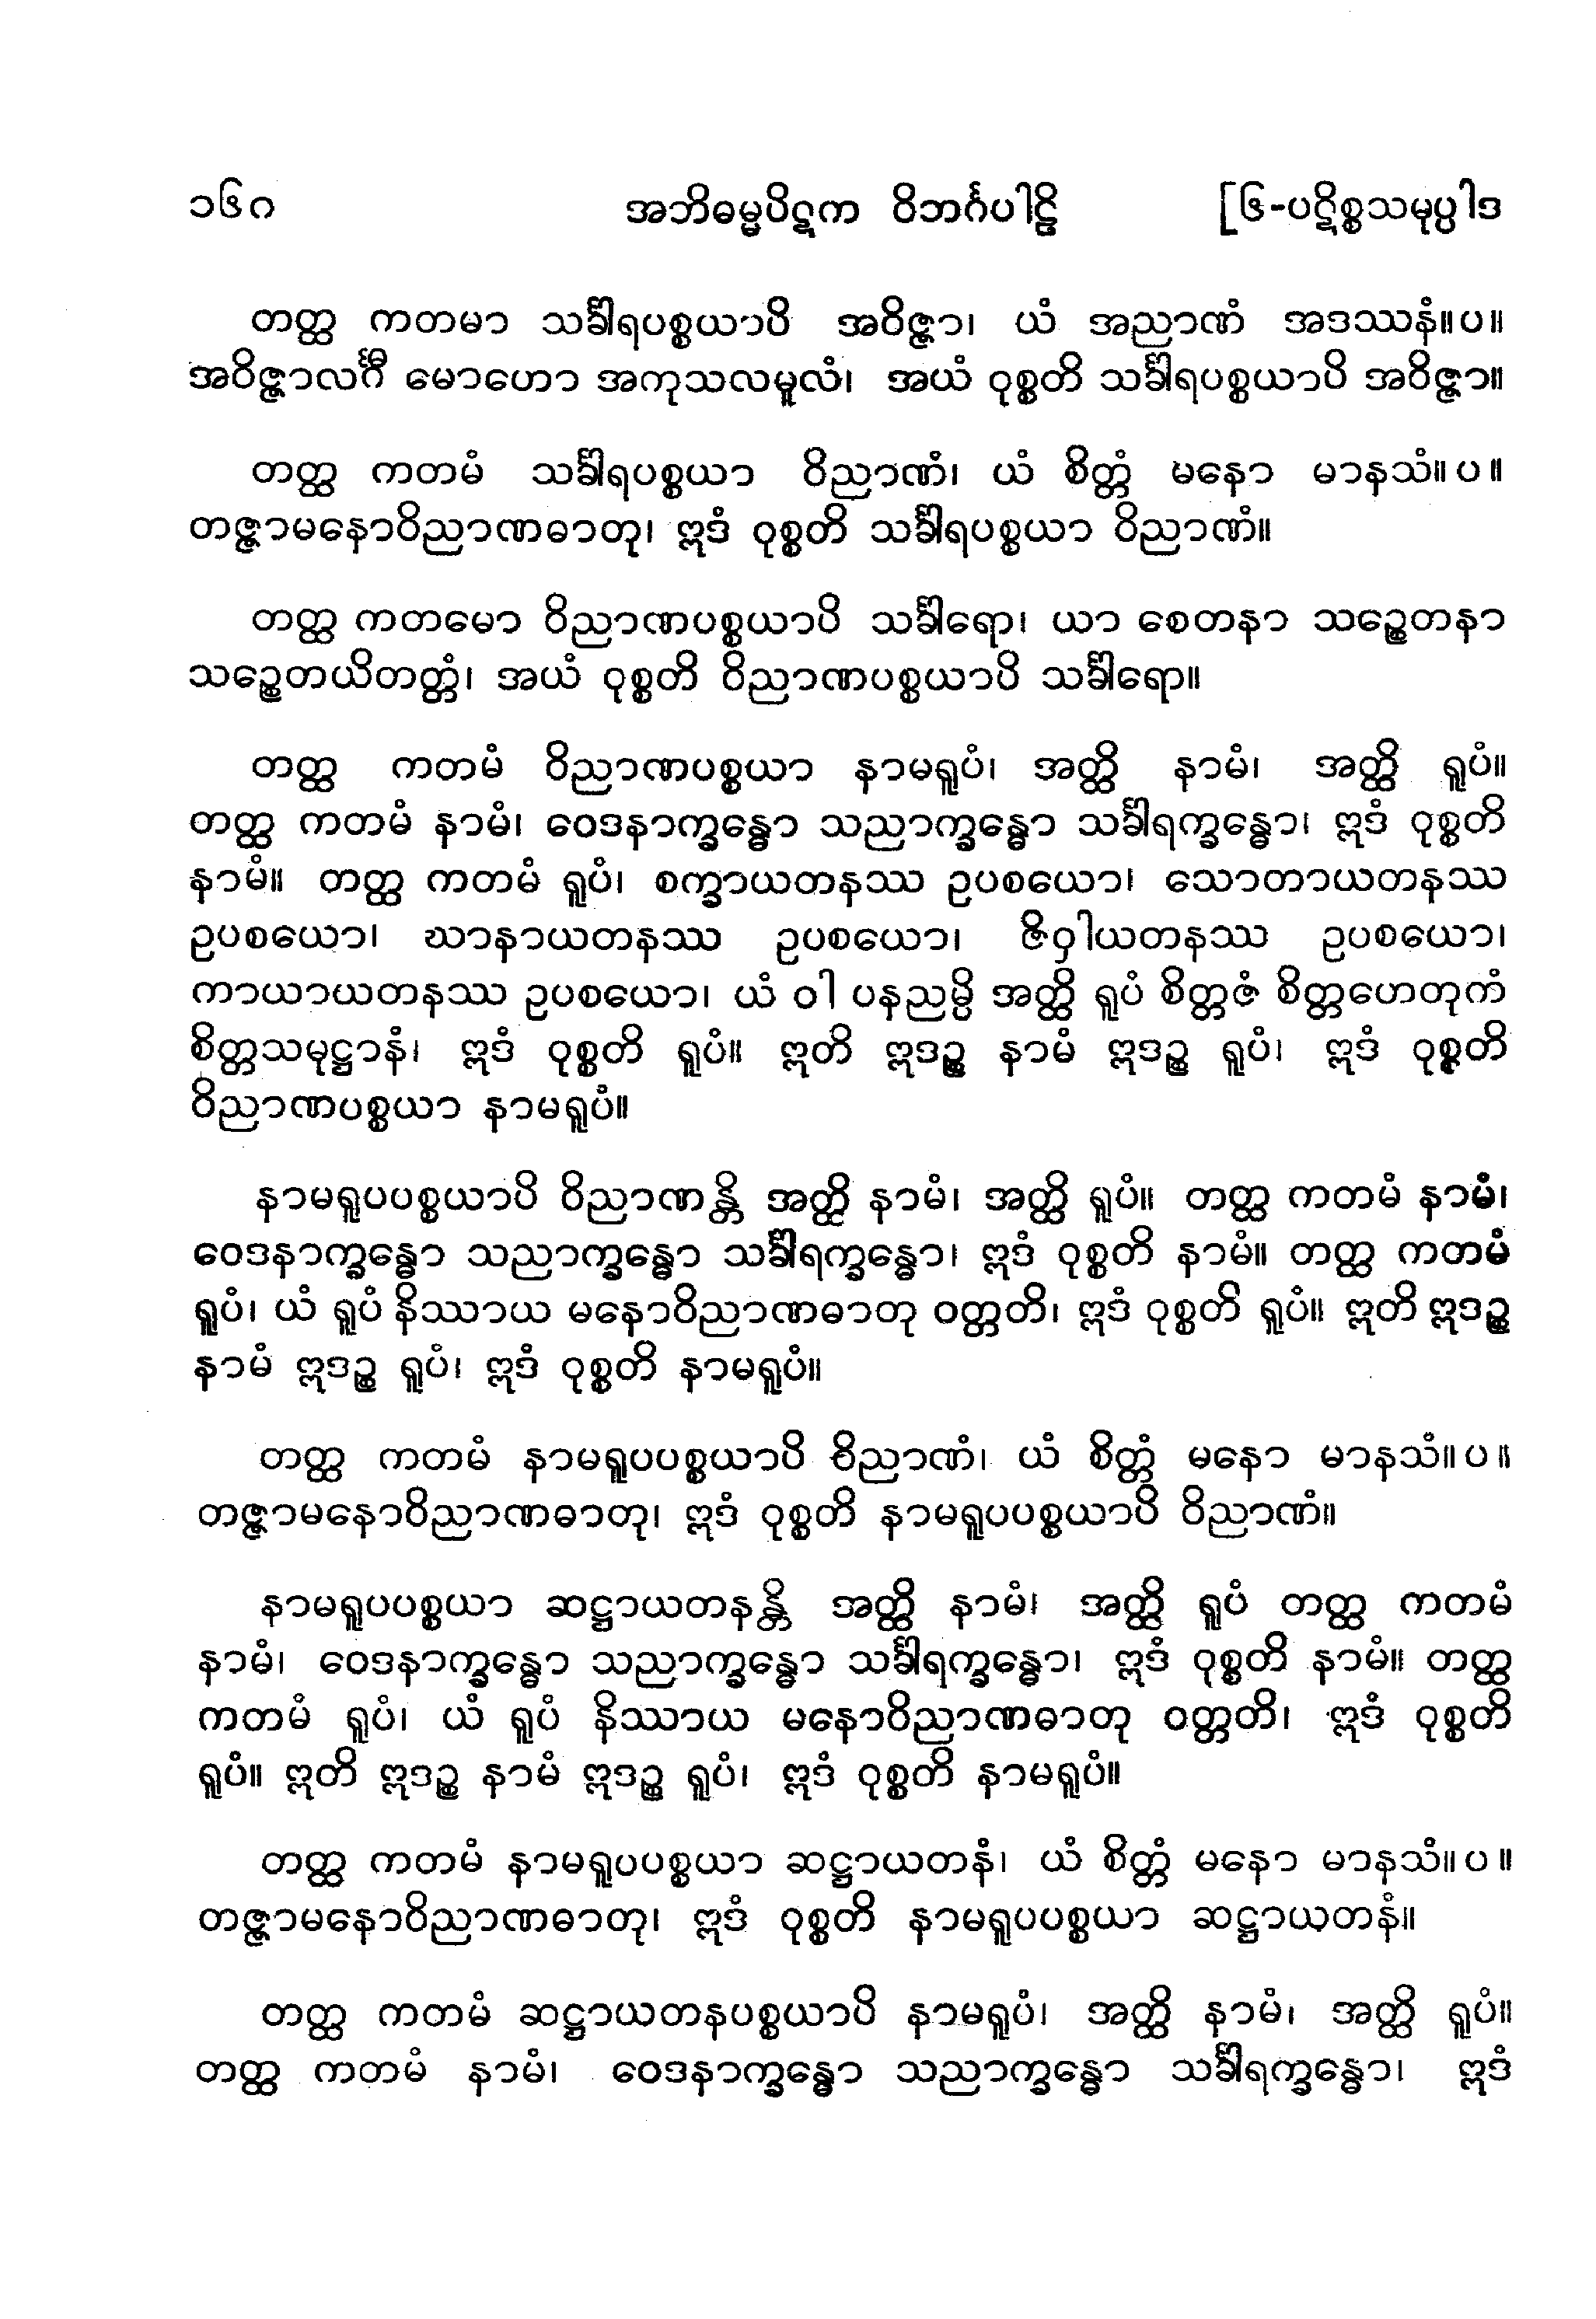 ၁၆၀ အဘိဓမ္မပိဋက ဝိဘင်္ဂပါဠိ [၆-ပဋိစ္စသမုပ္ပါဒ
တတ္ထ ကတမာ သင်္ခါရပစ္စယာပိ အဝိဇ္ဇာ၊ ယံ အညာဏံ အဒဿနံ။ပ။
အဝိဇ္ဇာလင်္ဂီ မောဟော အကုသလမူလံ၊ အယံ ဝုစ္စတိ သင်္ခါရပစ္စယာပိ အဝိဇ္ဇာ။
တတ္ထ ကတမံ သင်္ခါရပစ္စယာ ဝိညာဏံ၊ ယံ စိတ္တံ မနော မာနသံ။ပ။
တဇ္ဇာမနောဝိညာဏဓာတု၊ ဣဒံ ဝုစ္စတိ သင်္ခါရပစ္စယာ ဝိညာဏံ။
တတ္ထ ကတမော ဝိညာဏပစ္စယာပိ သင်္ခါရော၊ ယာ စေတနာ သဉ္စေတနာ
သဉ္စေတယိတတ္တံ၊ အယံ ဝုစ္စတိ ဝိညာဏပစ္စယာပိ သင်္ခါရော။
တတ္ထ ကတမံ ဝိညာဏပစ္စယာ နာမရူပံ၊ အတ္ထိ နာမံ၊ အတ္ထိ ရူပံ။
တတ္ထ ကတမံ နာမံ၊ ဝေဒနာက္ခန္ဓော သညာက္ခန္ဓော သင်္ခါရက္ခန္ဓော၊ ဣဒံ ဝုစ္စတိ
နာမံ။ တတ္ထ ကတမံ ရူပံ၊ စက္ခာယတနဿ ဥပစယော၊ သောတာယတနဿ
ဥပစယော၊ ဃာနာယတနဿ ဥပစယော၊ ဇိဝှါယတနဿ ဥပစယော၊
ကာယာယတနဿ ဥပစယော၊ ယံ ဝါ ပနညမ္ပိ အတ္ထိ ရူပံ စိတ္တဇံ စိတ္တဟေတုကံ
စိတ္တသမုဋ္ဌာနံ၊ ဣဒံ ဝုစ္စတိ ရူပံ။ ဣတိ ဣဒဉ္စ နာမံ ဣဒဉ္စ ရူပံ၊ ဣဒံ ဝုစ္စတိ
ဝိညာဏပစ္စယာ နာမရူပံ။
နာမရူပပစ္စယာပိ ဝိညာဏန္တိ အတ္ထိ နာမံ၊ အတ္ထိ ရူပံ။ တတ္ထ ကတမံ နာမံ၊
ဝေဒနာက္ခန္ဓော သညာက္ခန္ဓော သင်္ခါရက္ခန္ဓော၊ ဣဒံ ဝုစ္စတိ နာမံ။ တတ္ထ ကတမံ
ရူပံ၊ ယံ ရူပံ နိဿာယ မနောဝိညာဏဓာတု ဝတ္တတိ၊ ဣဒံ ဝုစ္စတိ ရူပံ။ ဣတိ ဣဒဉ္စ
နာမံ ဣဒဉ္စ ရူပံ၊ ဣဒံ ဝုစ္စတိ နာမရူပံ။
တတ္ထ ကတမံ နာမရူပပစ္စယာပိ ဝိညာဏံ၊ ယံ စိတ္တံ မနော မာနသံ။ပ။
တဇ္ဇာမနောဝိညာဏဓာတု၊ ဣဒံ ဝုစ္စတိ နာမရူပပစ္စယာပိ ဝိညာဏံ။
နာမရူပပစ္စယာ ဆဋ္ဌာယတနန္တိ အတ္ထိ နာမံ၊ အတ္ထိ ရူပံ တတ္ထ ကတမံ
နာမံ၊ ဝေဒနာက္ခန္ဓော သညာက္ခန္ဓော သင်္ခါရက္ခန္ဓော၊ ဣဒံ ဝုစ္စတိ နာမံ။ တတ္ထ
ကတမံ ရူပံ၊ ယံ ရူပံ နိဿာယ မနောဝိညာဏဓာတု ဝတ္တတိ၊ ဣဒံ ဝုစ္စတိ
ရူပံ။ ဣတိ ဣဒဉ္စ နာမံ ဣဒဉ္စ ရူပံ၊ ဣဒံ ဝုစ္စတိ နာမရူပံ။
တတ္ထ ကတမံ နာမရူပပစ္စယာ ဆဋ္ဌာယတနံ၊ ယံ စိတ္တံ မနော မာနသံ။ပ။
တဇ္ဇာမနောဝိညာဏဓာတု၊ ဣဒံ ဝုစ္စတိ နာမရူပပစ္စယာ ဆဋ္ဌာယတနံ။
တတ္ထ ကတမံ ဆဋ္ဌာယတနပစ္စယာပိ နာမရူပံ၊ အတ္ထိ နာမံ၊ အတ္ထိ ရူပံ။
တတ္ထ ကတမံ နာမံ၊ ဝေဒနာက္ခန္ဓော သညာက္ခန္ဓော သင်္ခါရက္ခန္ဓော၊ ဣဒံ